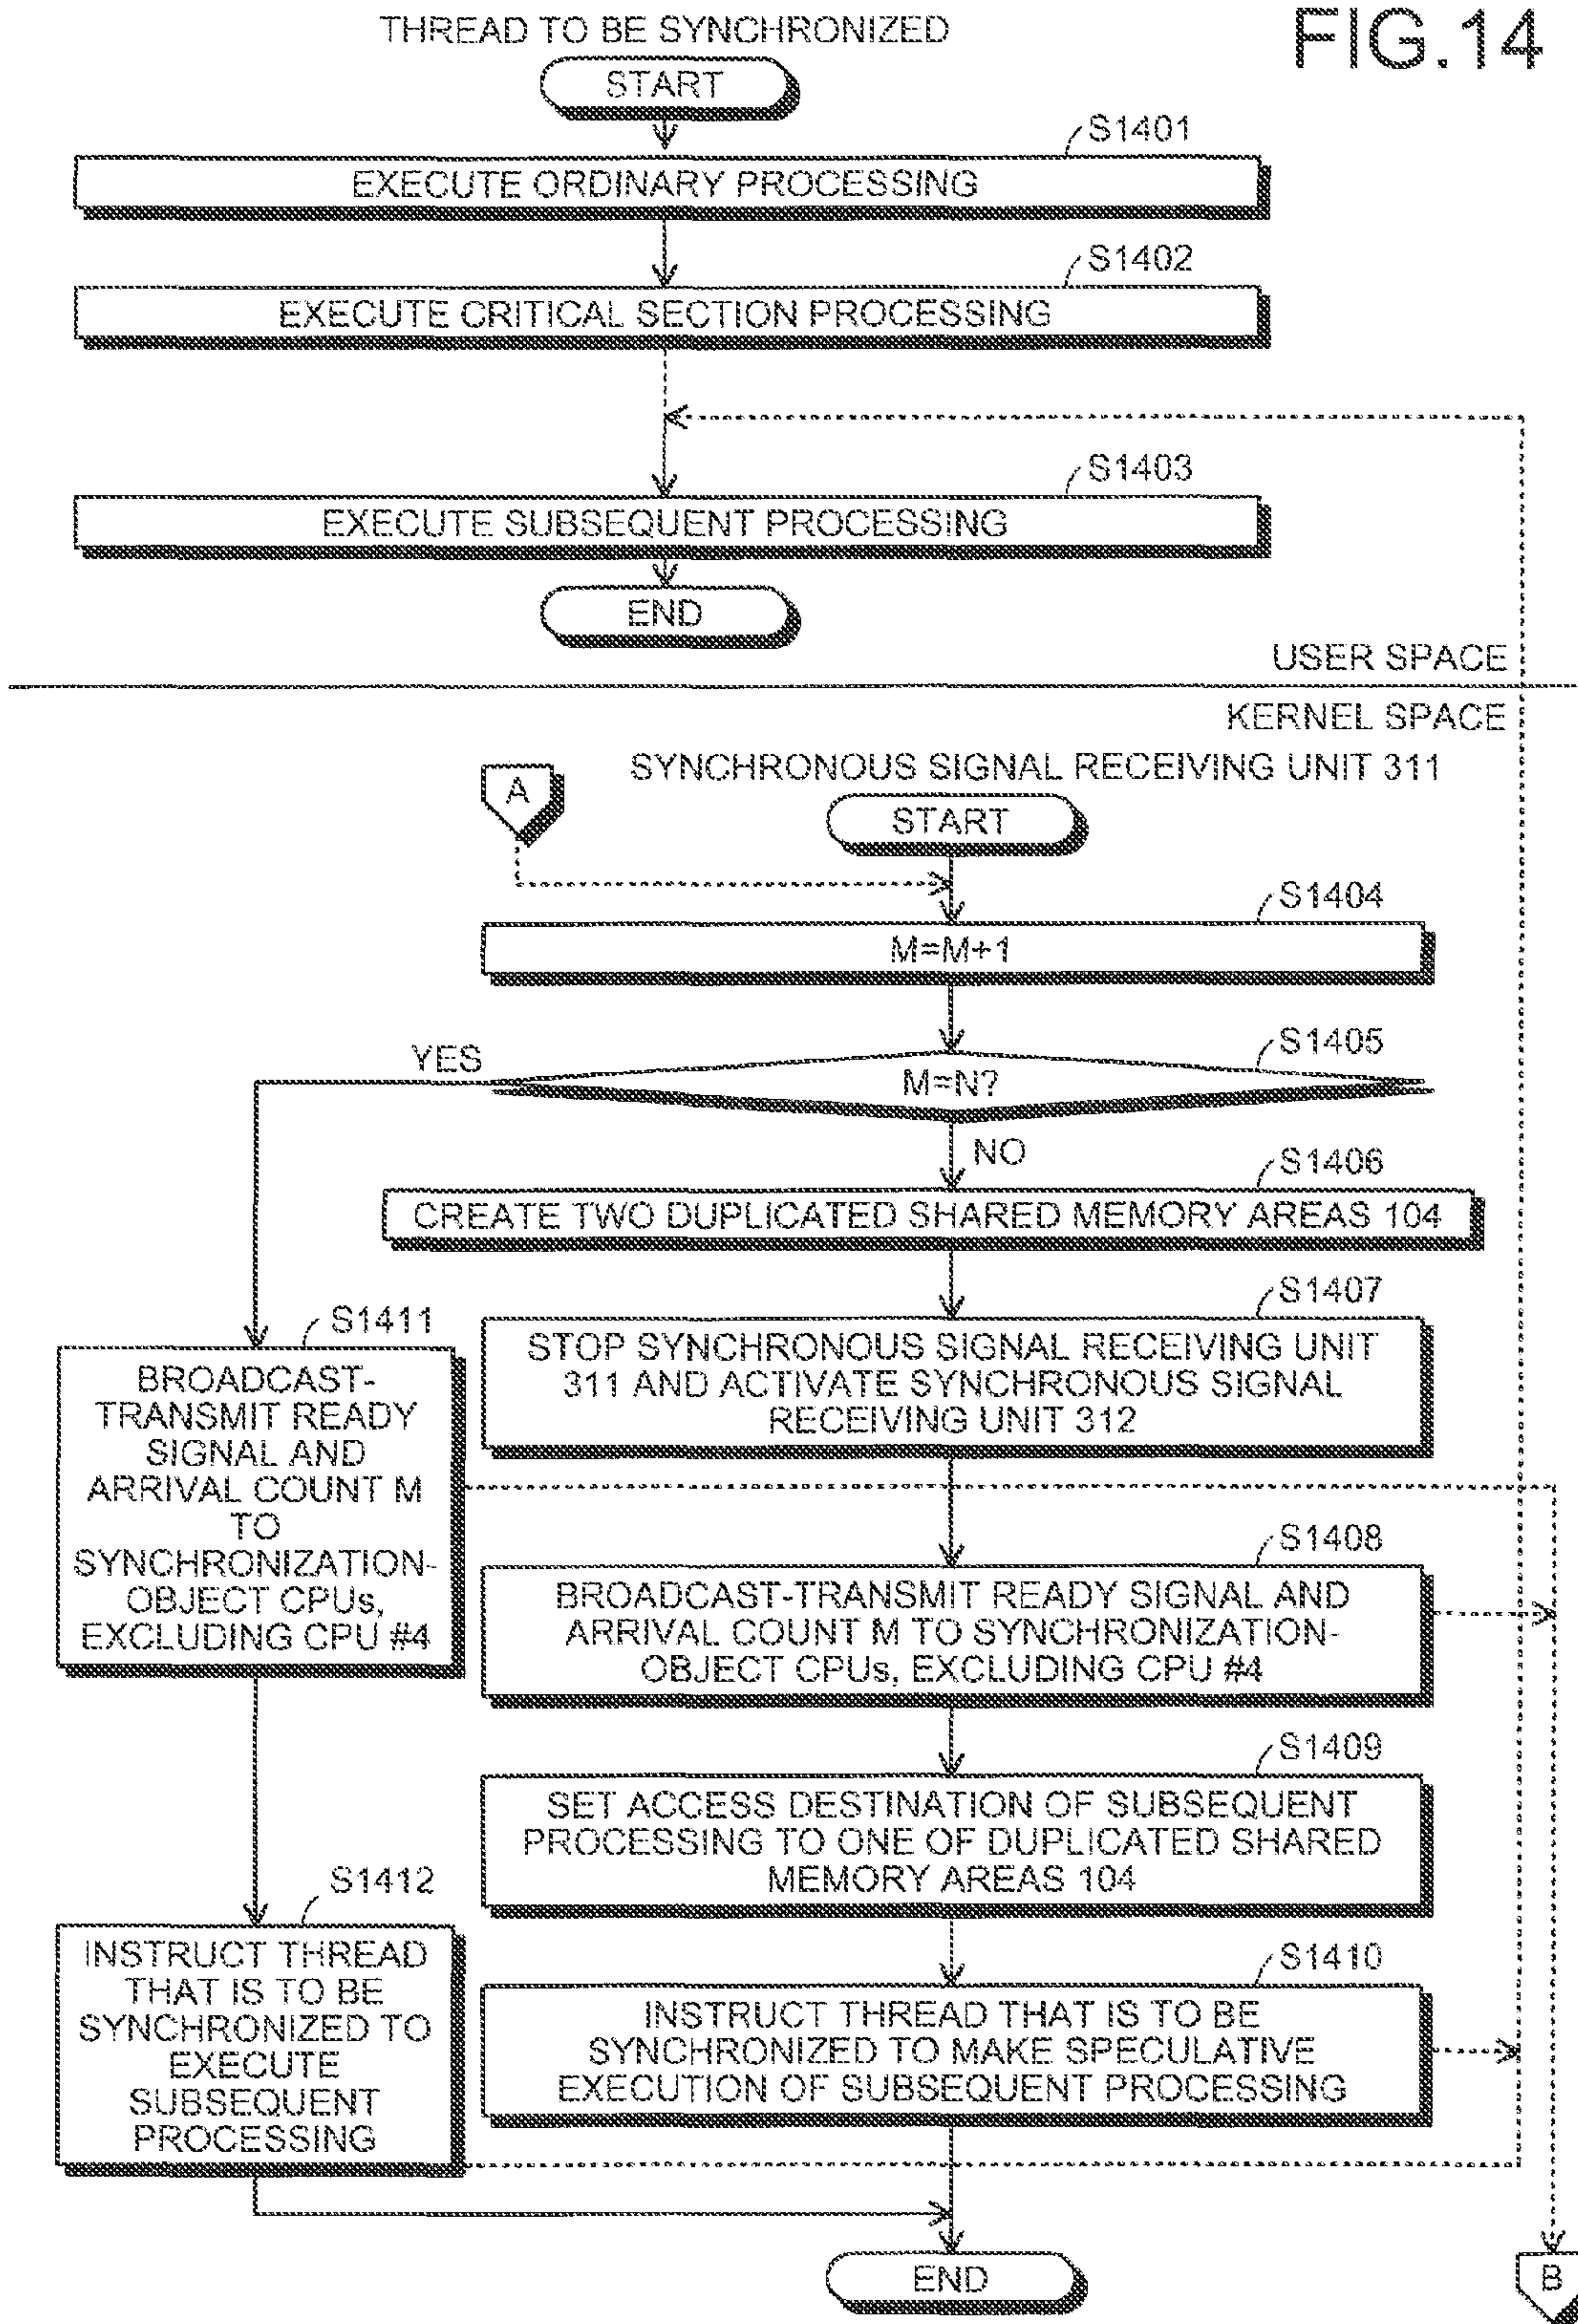 FIG.14
THREAD TO BE SYNCHRONIZED
START
S1401
EXECUTE ORDINARY PROCESSING
S1402
EXECUTE CRITICAL SECTION PROCESSING
S1403
EXECUTE SUBSEQUENT PROCESSING
END
USER SPACE
KERNEL SPACE
A
SYNCHRONOUS SIGNAL RECEIVING UNIT 311
START
S1404
M=M+1
S1405
YES
M=N?
NO
S1406
CREATE TWO DUPLICATED SHARED MEMORY AREAS 104
S1407
STOP SYNCHRONOUS SIGNAL RECEIVING UNIT
311 AND ACTIVATE SYNCHRONOUS SIGNAL
RECEIVING UNIT 312
S1411
BROADCAST-
TRANSMIT READY
SIGNAL AND
ARRIVAL COUNT M
TO
SYNCHRONIZATION-
OBJECT CPUs,
EXCLUDING CPU #4
S1408
BROADCAST-TRANSMIT READY SIGNAL AND
ARRIVAL COUNT M TO SYNCHRONIZATION-
OBJECT CPUs, EXCLUDING CPU #4
S1409
SET ACCESS DESTINATION OF SUBSEQUENT
PROCESSING TO ONE OF DUPLICATED SHARED
MEMORY AREAS 104
S1412
INSTRUCT THREAD
THAT IS TO BE
SYNCHRONIZED TO
EXECUTE
SUBSEQUENT
PROCESSING
S1410
INSTRUCT THREAD THAT IS TO BE
SYNCHRONIZED TO MAKE SPECULATIVE
EXECUTION OF SUBSEQUENT PROCESSING
END
B